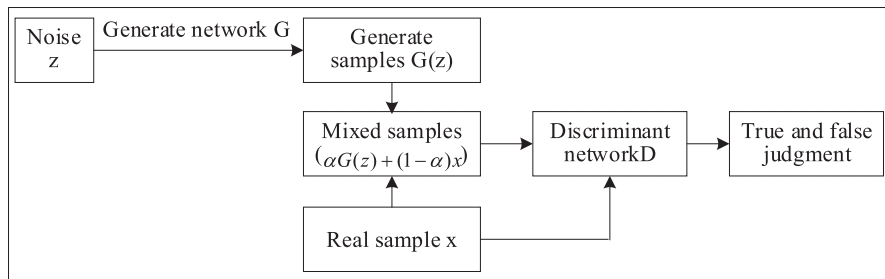 Noise
z
Generate network G
Generate
samples G(z)
Mixed samples
(αG(z)+(1−α)x)
Discriminant
networkD
True and false
judgment
Real sample x